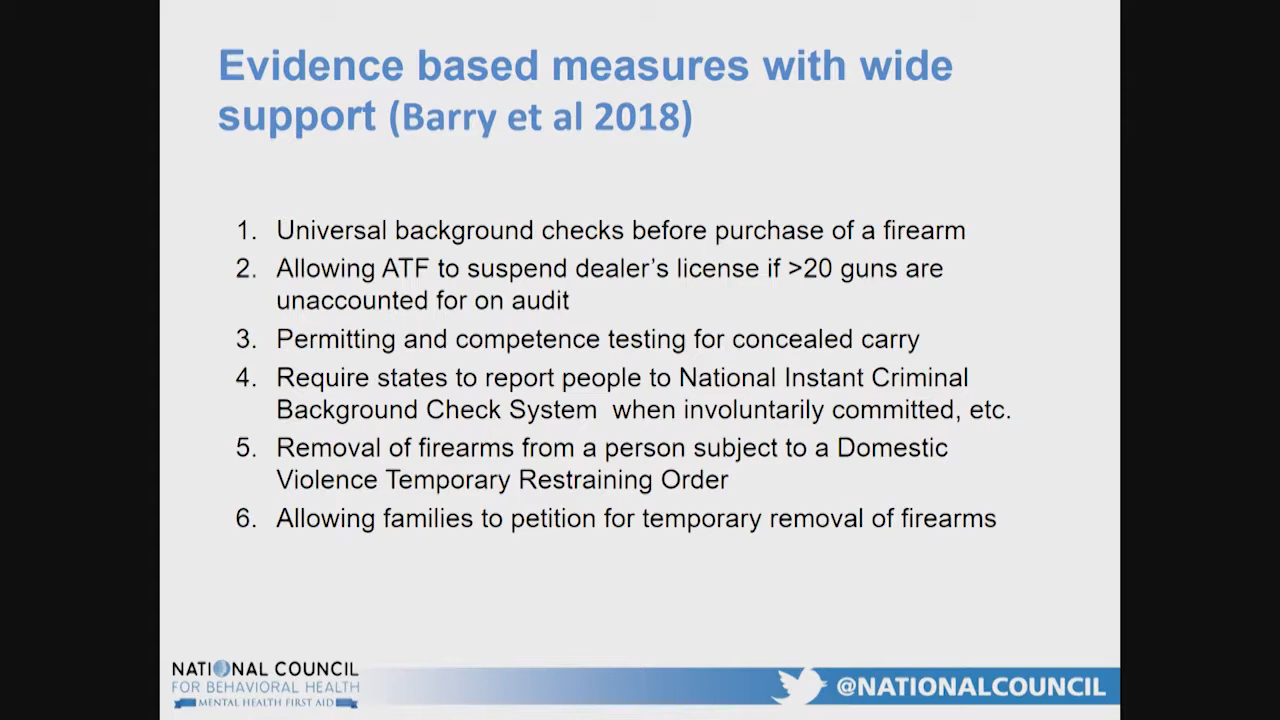 Evidence based measures with wide
support (Barry et al 2018)
1. Universal background checks before purchase of a firearm
2. Allowing ATF to suspend dealer's license if >20 guns are
unaccounted for on audit
3. Permitting and competence testing for concealed carry
4. Require states to report people to National Instant Criminal
Background Check System when involuntarily committed, etc.
5. Removal of firearms from a person subject to a Domestic
Violence Temporary Restraining Order
6. Allowing families to petition for temporary removal of firearms
NATIONAL COUNCIL
FOR BEHAVIORAL HEALTH
MENTAL HEALTH FIRST AID
@NATIONALCOUNCIL